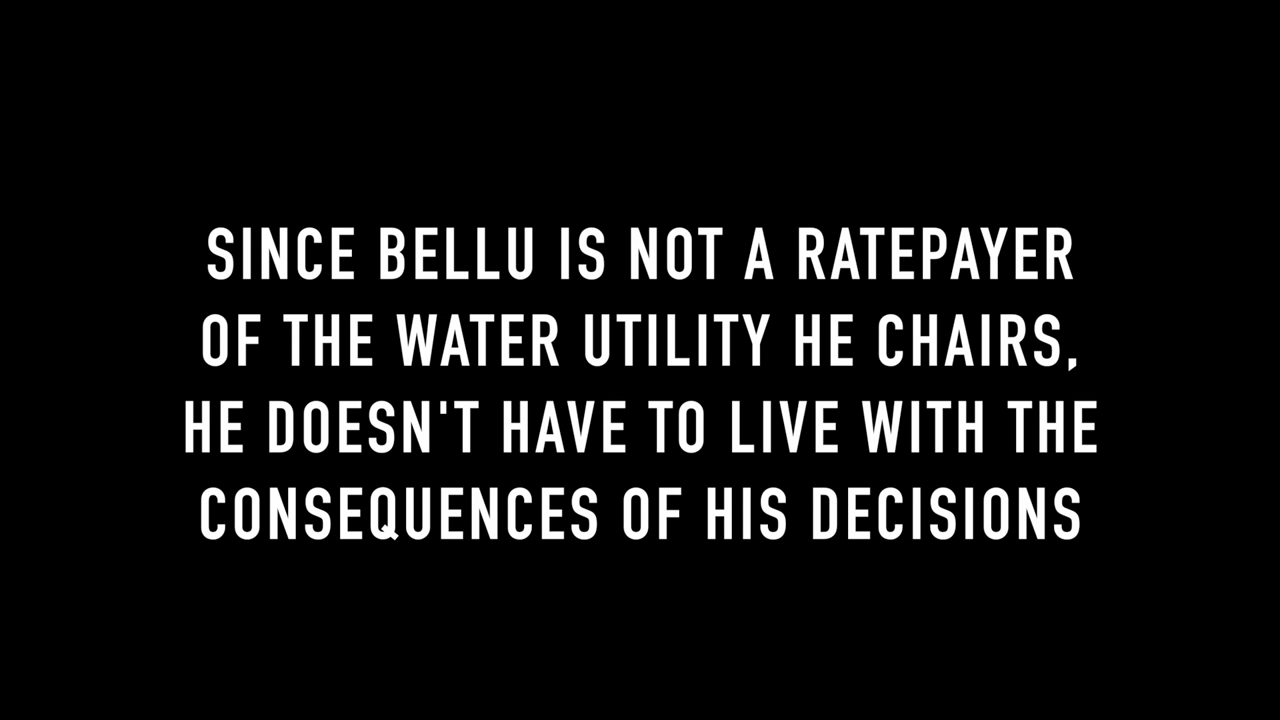 SINCE BELLU IS NOT A RATEPAYER
OF THE WATER UTILITY HE CHAIRS,
HE DOESN'T HAVE TO LIVE WITH THE
CONSEQUENCES OF HIS DECISIONS